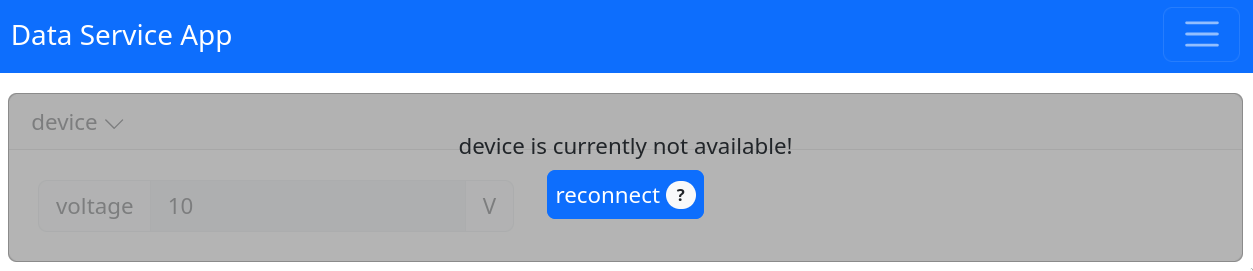 Data Service App
device
device is currently not available!
reconnect ?
voltage 10 V